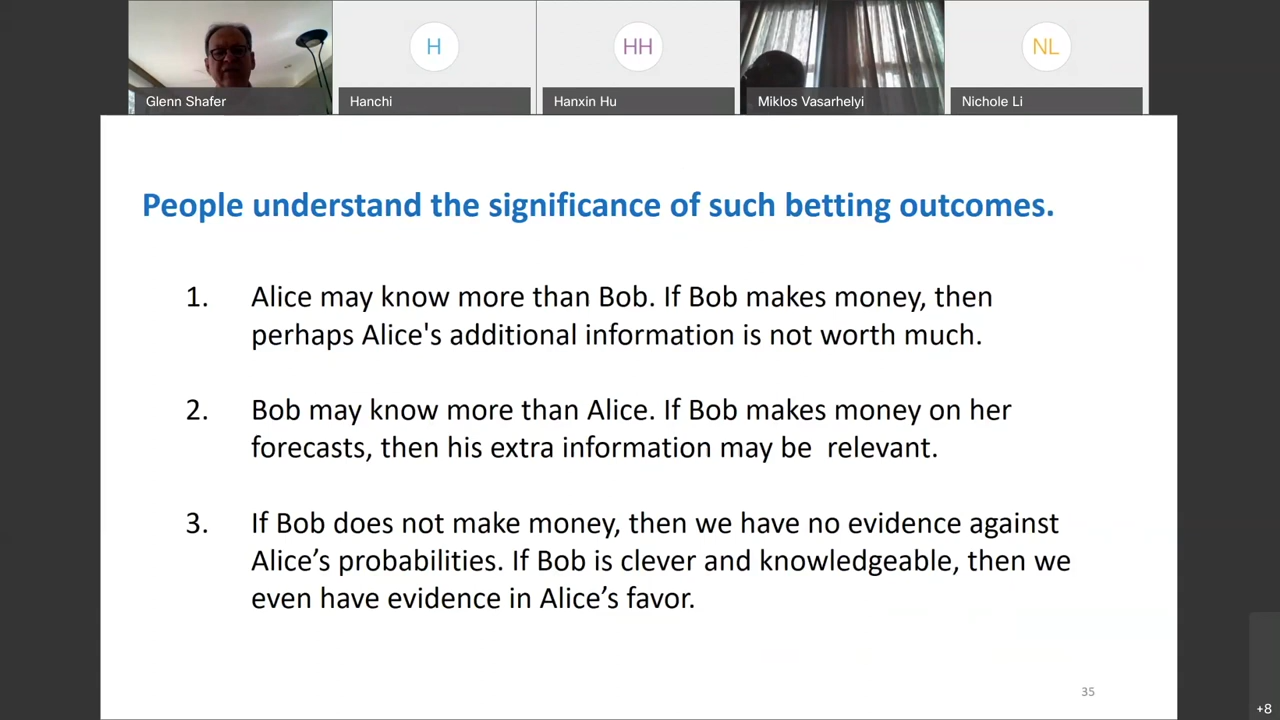 H
HH
NL
Glenn Shafer
Hanchi
Hanxin Hu
Miklos Vasarhelyi
Nichole Li
People understand the significance of such betting outcomes.
1. Alice may know more than Bob. If Bob makes money, then
perhaps Alice's additional information is not worth much.
2. Bob may know more than Alice. If Bob makes money on her
forecasts, then his extra information may be  relevant.
3. If Bob does not make money, then we have no evidence against
Alice’s probabilities. If Bob is clever and knowledgeable, then we
even have evidence in Alice’s favor.
35
+8